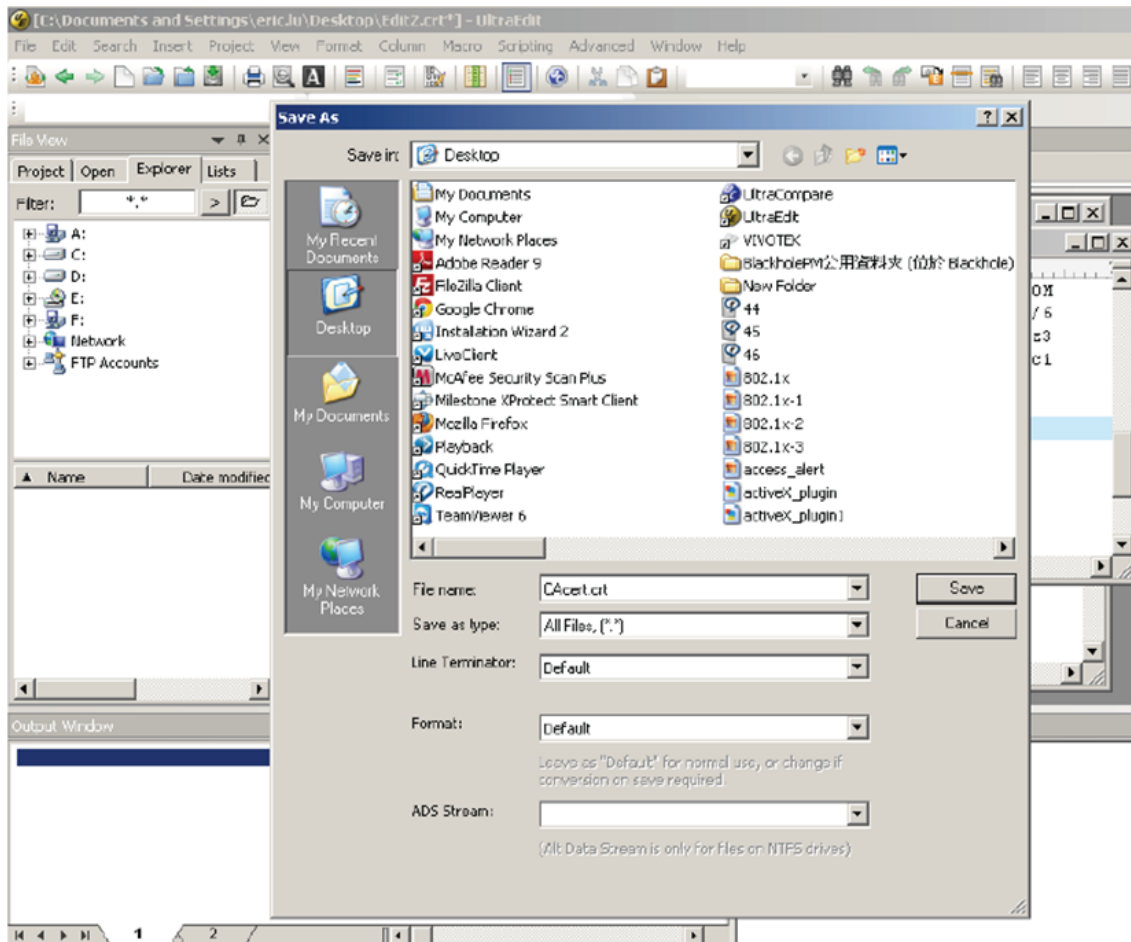 [C:\Documents and Settings\eric.lu\Desktop\Edit2.crt*] - UltraEdit
File Edit Search Insert Project View Format Column Macro Scripting Advanced Window Help
File View
Project Open Explorer Lists
Filter: *.* >
A:
C:
D:
E:
F:
Network
FTP Accounts
Name Date modified
Output Window
1 2
Save As
Save in: Desktop
My Recent Documents
Desktop
My Documents
My Computer
My Network Places
My Documents
My Computer
My Network Places
Adobe Reader 9
FileZilla Client
Google Chrome
Installation Wizard 2
LiveClient
McAfee Security Scan Plus
Milestone XProtect Smart Client
Mozilla Firefox
Playback
QuickTime Player
RealPlayer
TeamViewer 6
UltraCompare
UltraEdit
VIVOTEK
BlackholePM公用資料夾 (位於 Blackhole)
New Folder
44
45
46
802.1x
802.1x-1
802.1x-2
802.1x-3
access_alert
activeX_plugin
activeX_plugin1
File name: CAcert.crt
Save as type: All Files, (*.*)
Line Terminator: Default
Format: Default
Leave as "Default" for normal use, or change if
conversion on save required
ADS Stream:
(Alt Data Stream is only for files on NTFS drives)
Save
Cancel
OM
/6
z3
c1